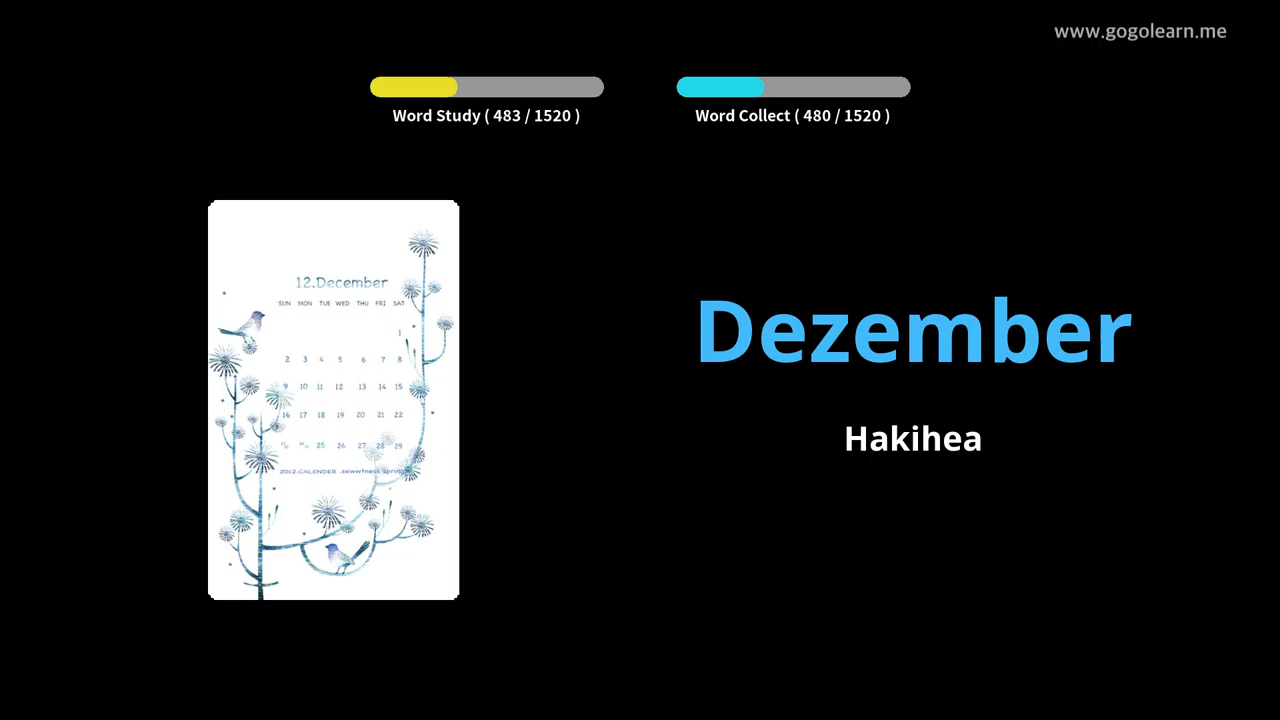 www.gogolearn.me
Word Study ( 483 / 1520 )
Word Collect ( 480 / 1520 )
12.December
SUN MON TUE WED THU FRI SAT
1
2 3 4 5 6 7 8
9 10 11 12 13 14 15
16 17 18 19 20 21 22
25 26 27 28 29
2012.CALENDER
Dezember
Hakihea